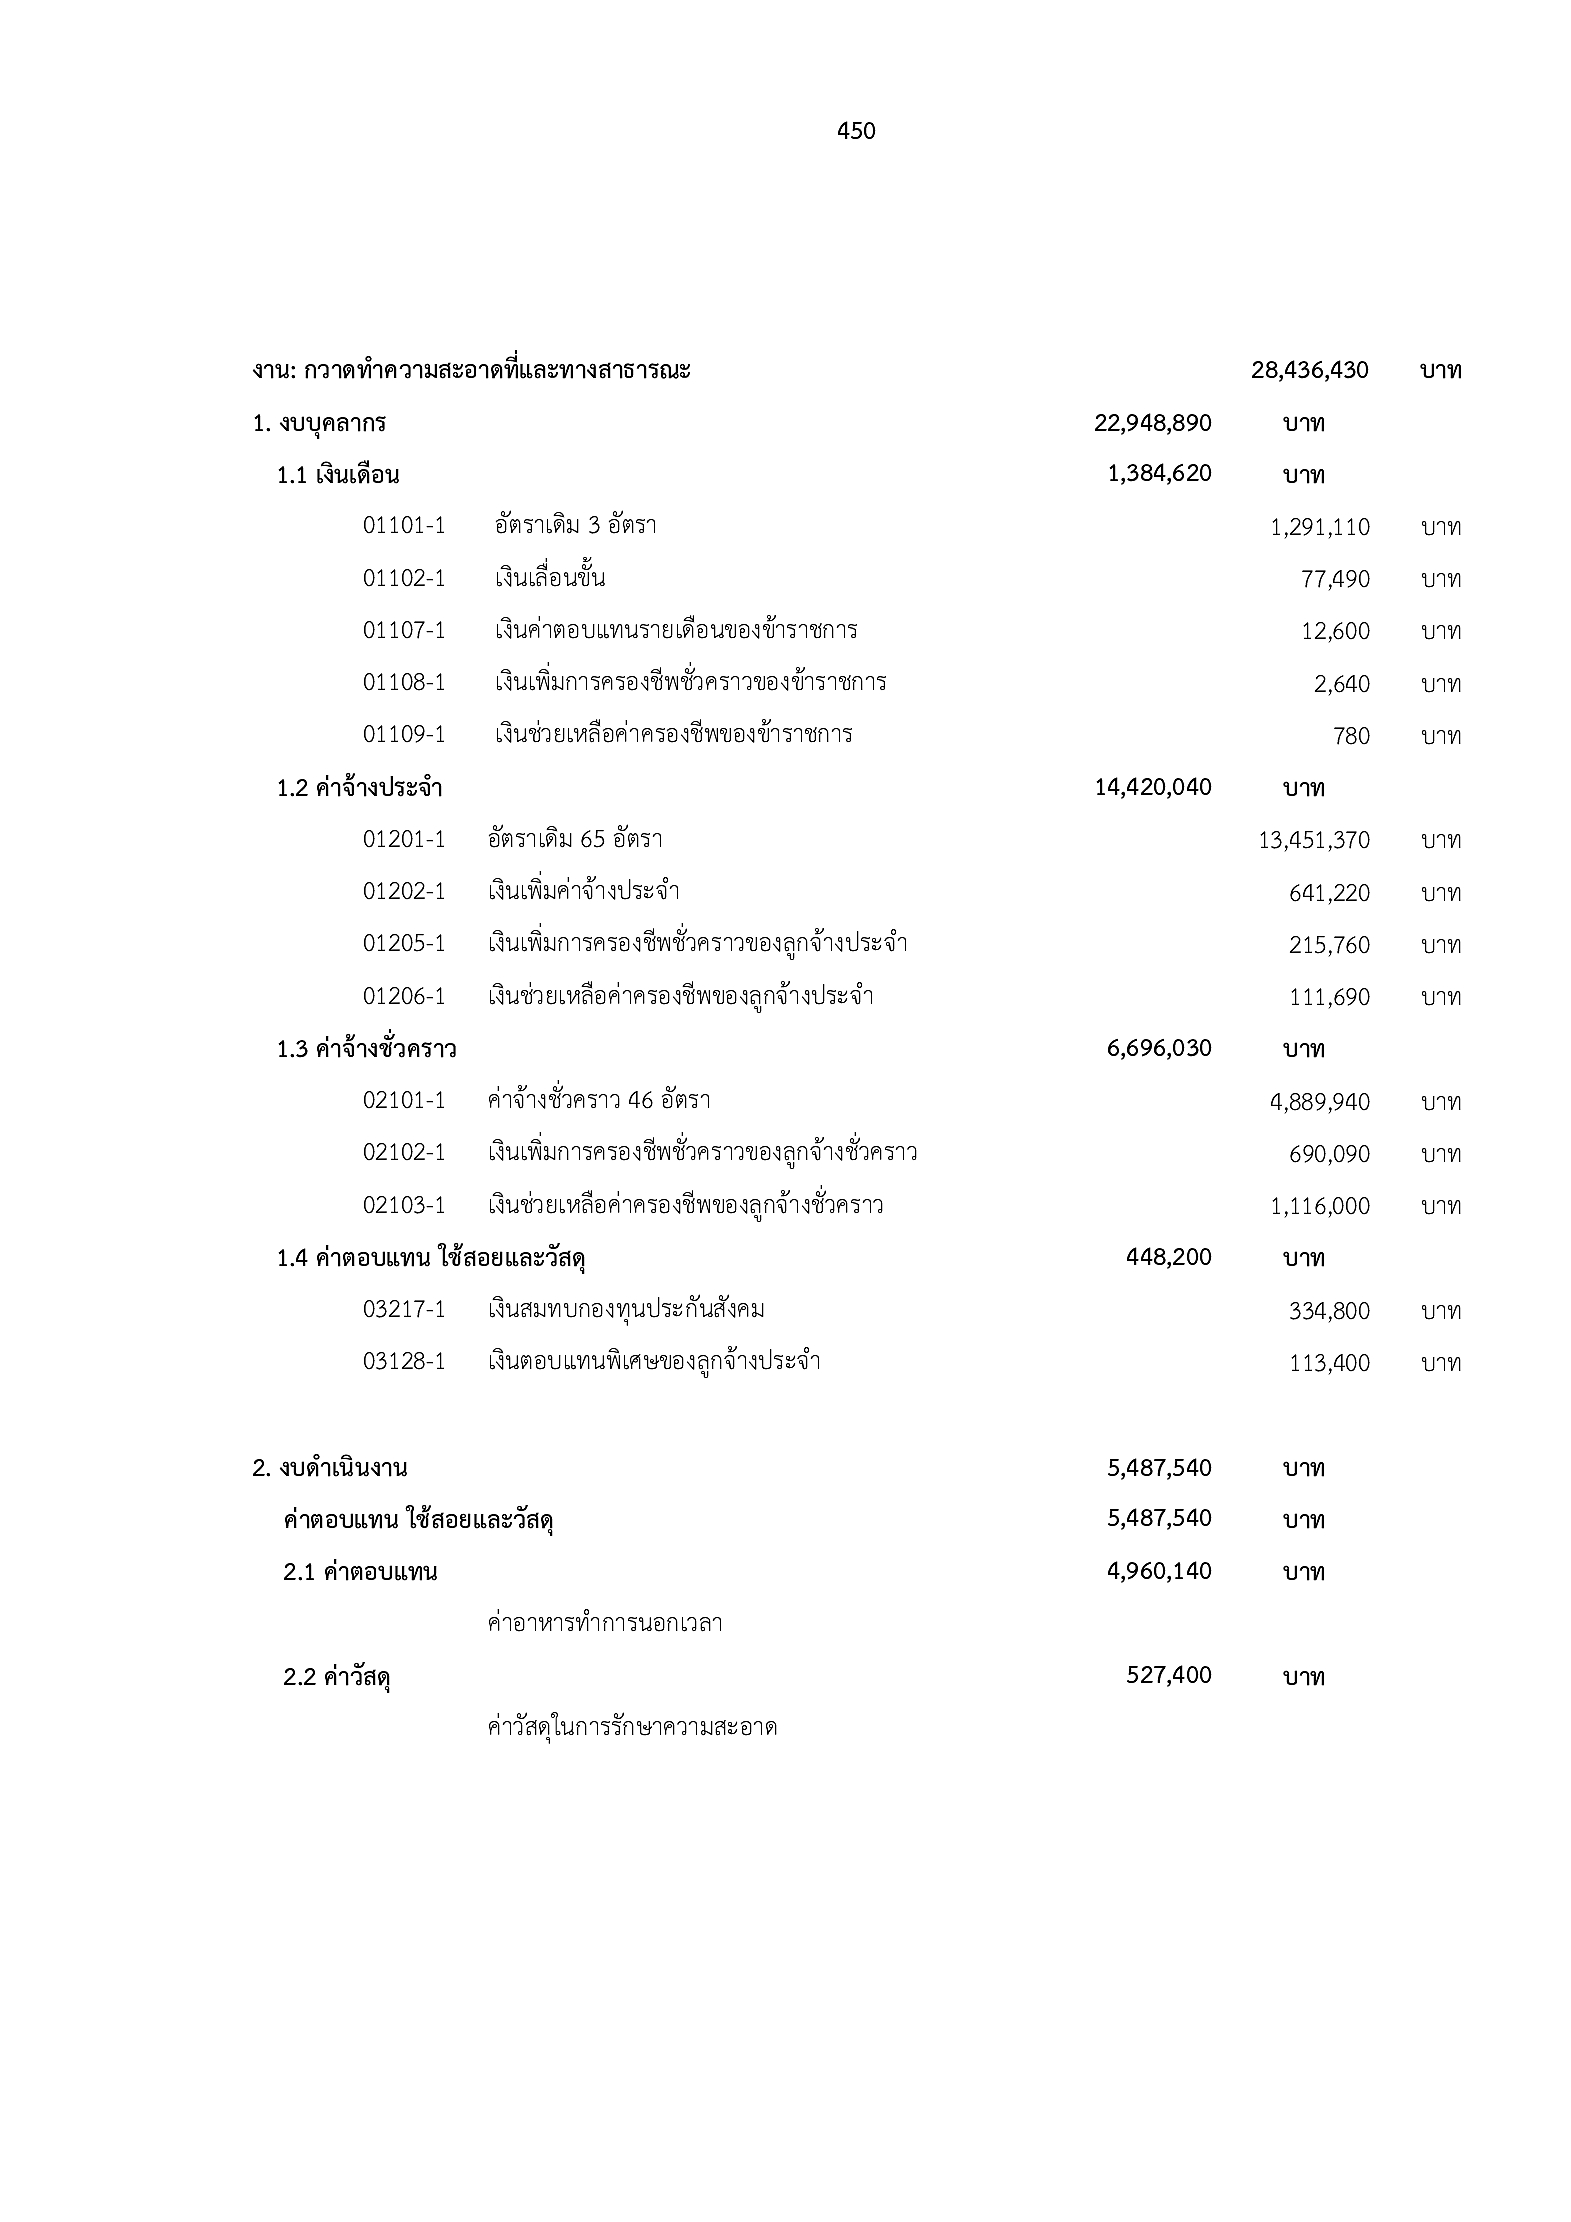 450
งาน: กวาดทำความสะอาดที่และทางสาธารณะ 28,436,430 บาท
1. งบบุคลากร 22,948,890 บาท
1.1 เงินเดือน 1,384,620 บาท
01101-1 อัตราเดิม 3 อัตรา 1,291,110 บาท
01102-1 เงินเลื่อนขั้น 77,490 บาท
01107-1 เงินค่าตอบแทนรายเดือนของข้าราชการ 12,600 บาท
01108-1 เงินเพิ่มการครองชีพชั่วคราวของข้าราชการ 2,640 บาท
01109-1 เงินช่วยเหลือค่าครองชีพของข้าราชการ 780 บาท
1.2 ค่าจ้างประจำ 14,420,040 บาท
01201-1 อัตราเดิม 65 อัตรา 13,451,370 บาท
01202-1 เงินเพิ่มค่าจ้างประจำ 641,220 บาท
01205-1 เงินเพิ่มการครองชีพชั่วคราวของลูกจ้างประจำ 215,760 บาท
01206-1 เงินช่วยเหลือค่าครองชีพของลูกจ้างประจำ 111,690 บาท
1.3 ค่าจ้างชั่วคราว 6,696,030 บาท
02101-1 ค่าจ้างชั่วคราว 46 อัตรา 4,889,940 บาท
02102-1 เงินเพิ่มการครองชีพชั่วคราวของลูกจ้างชั่วคราว 690,090 บาท
02103-1 เงินช่วยเหลือค่าครองชีพของลูกจ้างชั่วคราว 1,116,000 บาท
1.4 ค่าตอบแทน ใช้สอยและวัสดุ 448,200 บาท
03217-1 เงินสมทบกองทุนประกันสังคม 334,800 บาท
03128-1 เงินตอบแทนพิเศษของลูกจ้างประจำ 113,400 บาท
2. งบดำเนินงาน 5,487,540 บาท
ค่าตอบแทน ใช้สอยและวัสดุ 5,487,540 บาท
2.1 ค่าตอบแทน 4,960,140 บาท
ค่าอาหารทำการนอกเวลา
2.2 ค่าวัสดุ 527,400 บาท
ค่าวัสดุในการรักษาความสะอาด